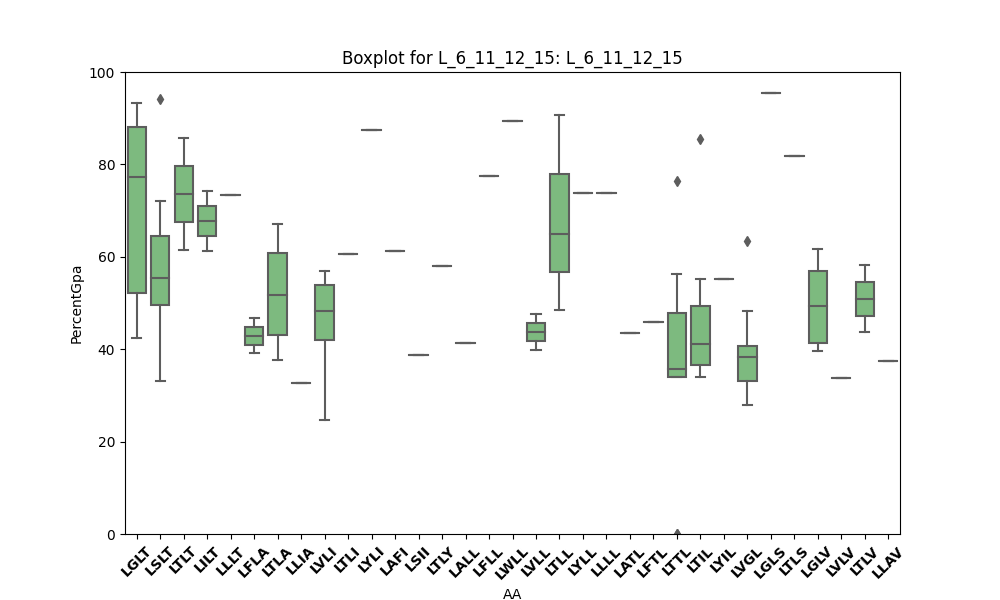 Boxplot for L_6_11_12_15: L_6_11_12_15
PercentGpa
100
80
60
40
20
0
LGLT
LSLT
LTLT
LILT
LLLT
LFLA
LTLA
LLIA
LVLI
LTLI
LYLI
LAFI
LSII
LTLY
LALL
LFLL
LWLL
LVLL
LTLL
LYLL
LLLL
LATL
LFTL
LTTL
LTIL
LYIL
LVGL
LGLS
LTLS
LGLV
LVLV
LTLV
LLAV
AA